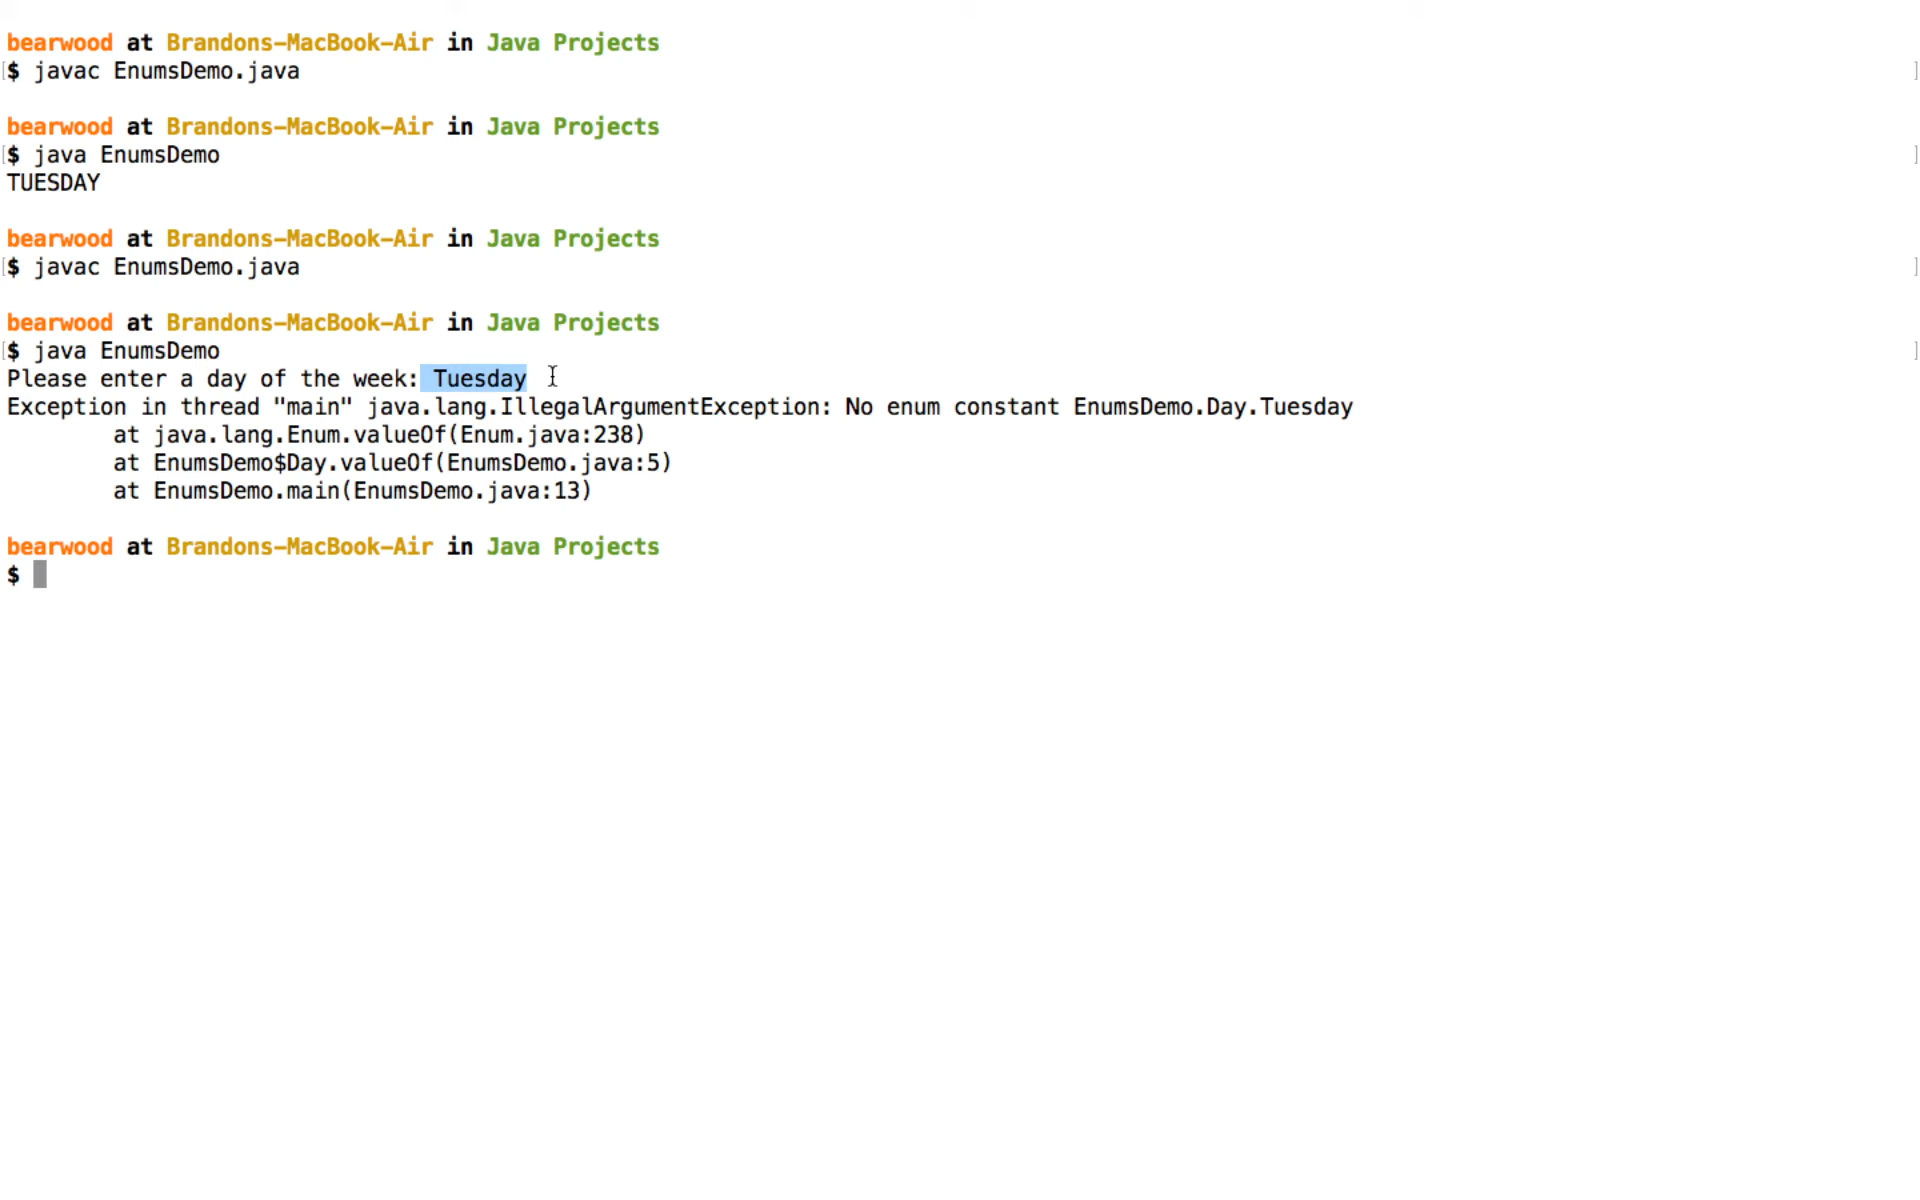 bearwood at Brandons-MacBook-Air in Java Projects
[$ javac EnumsDemo.java ]
bearwood at Brandons-MacBook-Air in Java Projects
[$ java EnumsDemo ]
TUESDAY
bearwood at Brandons-MacBook-Air in Java Projects
[$ javac EnumsDemo.java ]
bearwood at Brandons-MacBook-Air in Java Projects
[$ java EnumsDemo ]
Please enter a day of the week: Tuesday
Exception in thread "main" java.lang.IllegalArgumentException: No enum constant EnumsDemo.Day.Tuesday
at java.lang.Enum.valueOf(Enum.java:238)
at EnumsDemo$Day.valueOf(EnumsDemo.java:5)
at EnumsDemo.main(EnumsDemo.java:13)
bearwood at Brandons-MacBook-Air in Java Projects
$